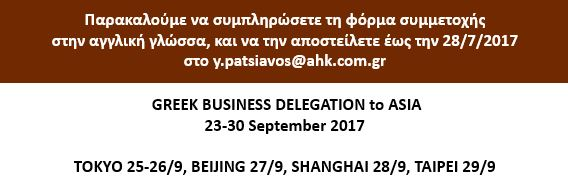 Παρακαλούμε να συμπληρώσετε τη φόρμα συμμετοχής
στην αγγλική γλώσσα, και να την αποστείλετε έως την 28/7/2017
στο y.patsiavos@ahk.com.gr
GREEK BUSINESS DELEGATION to ASIA
23-30 September 2017
TOKYO 25-26/9, BEIJING 27/9, SHANGHAI 28/9, TAIPEI 29/9